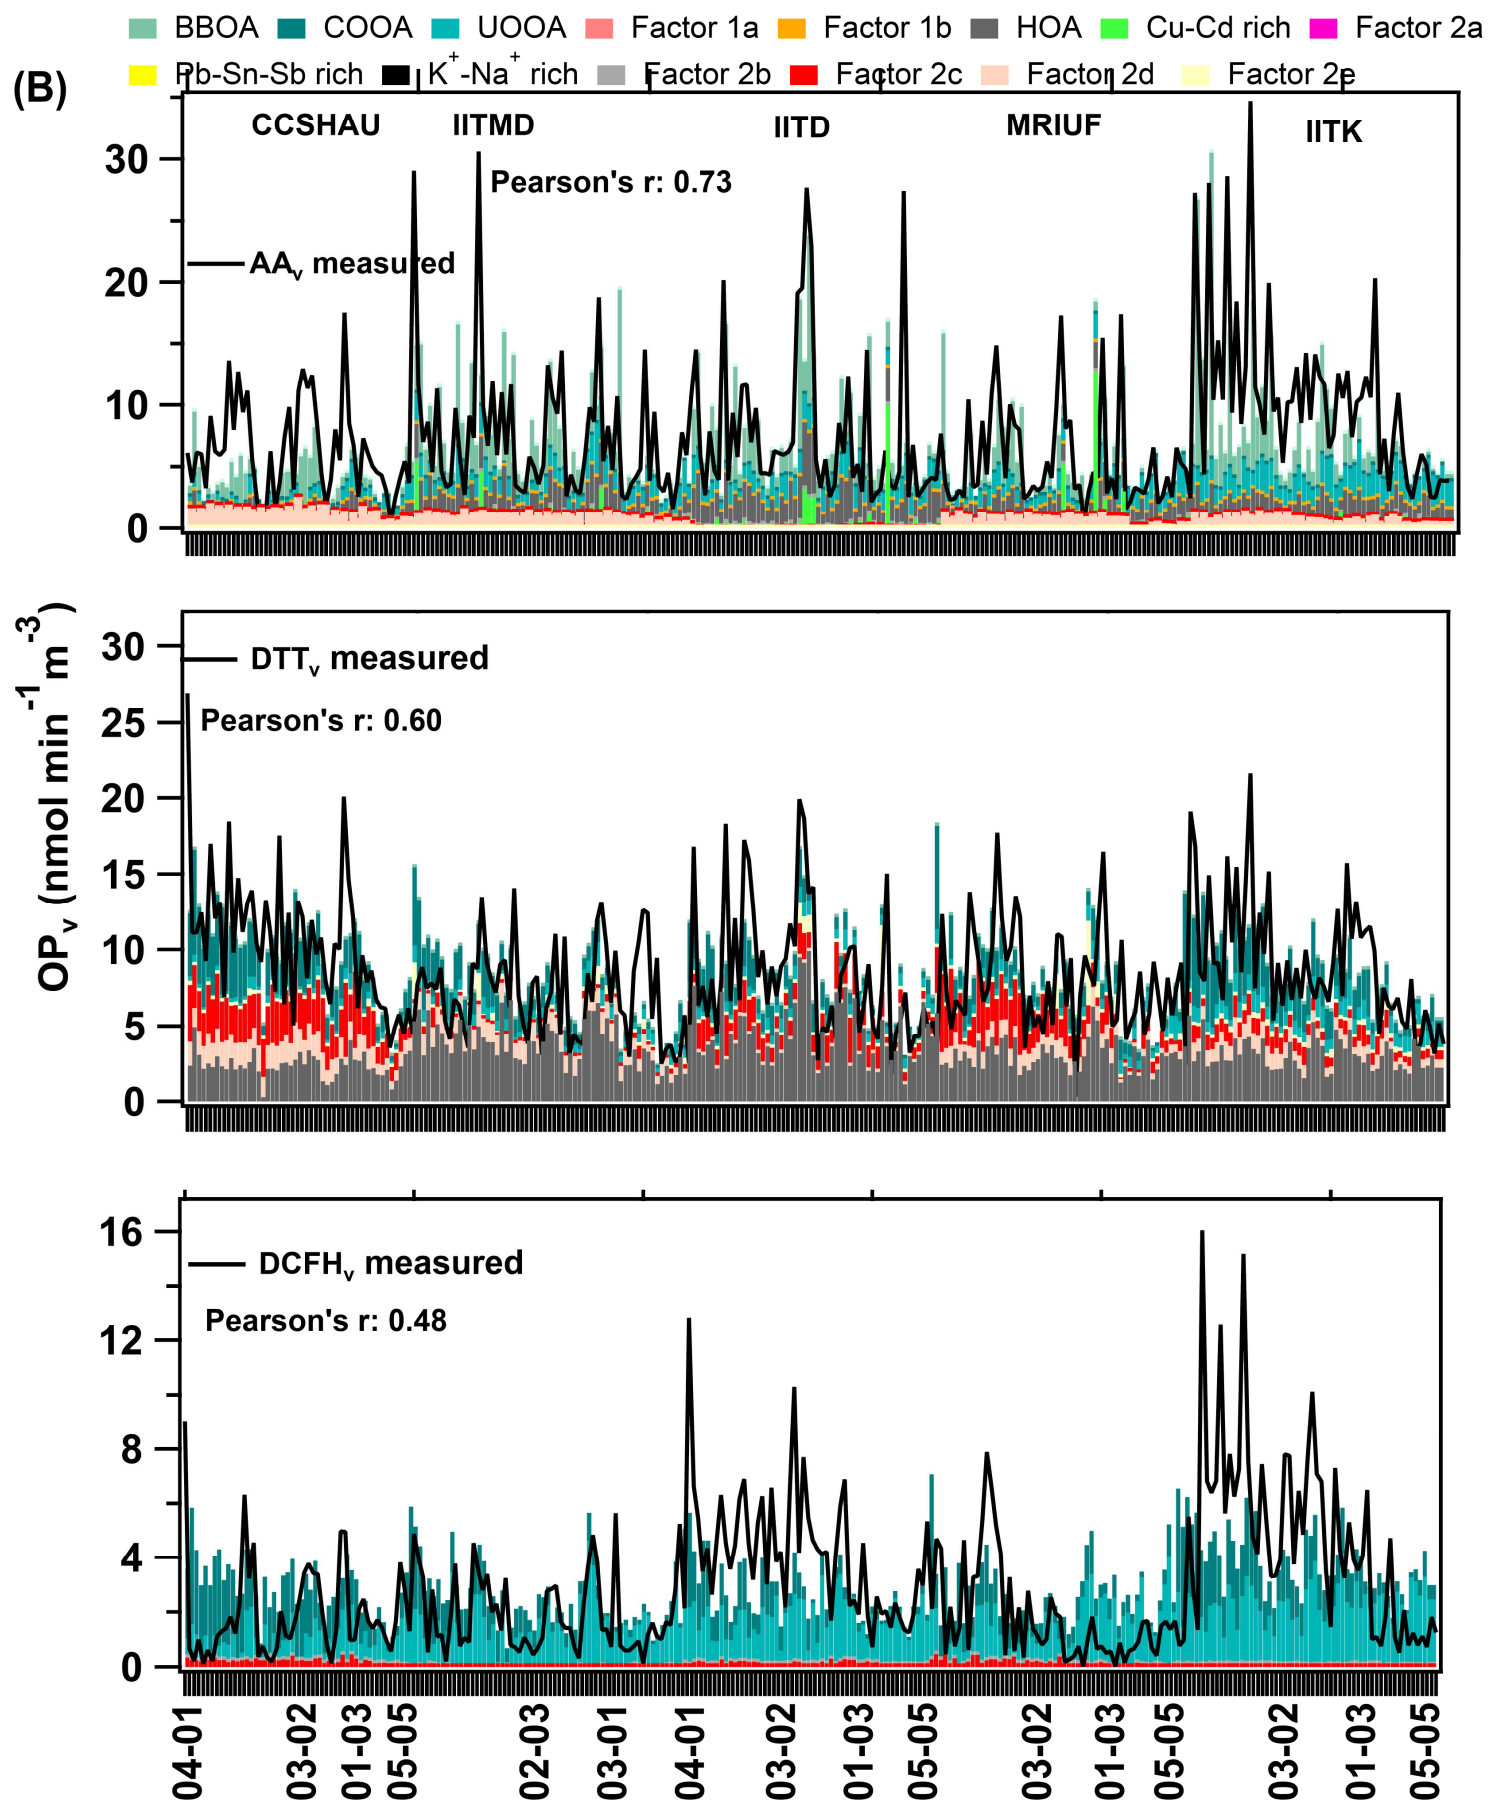 BBOA COOA UOOA Factor 1a Factor 1b HOA Cu-Cd rich Factor 2a
Pb-Sn-Sb rich K+-Na+ rich Factor 2b Factor 2c Factor 2d Factor 2e
(B)
CCSHAU IITMD IITD MRIUF IITK
30
Pearson's r: 0.73
AAv measured
20
10
0
OPv (nmol min-1 m-3)
30
DTTv measured
25
Pearson's r: 0.60
20
15
10
5
0
16
DCFHv measured
Pearson's r: 0.48
12
8
4
0
04-01 03-02 01-03 05-05 02-03 03-01 04-01 03-02 01-03 05-05 03-02 01-03 05-05 03-02 01-03 05-05